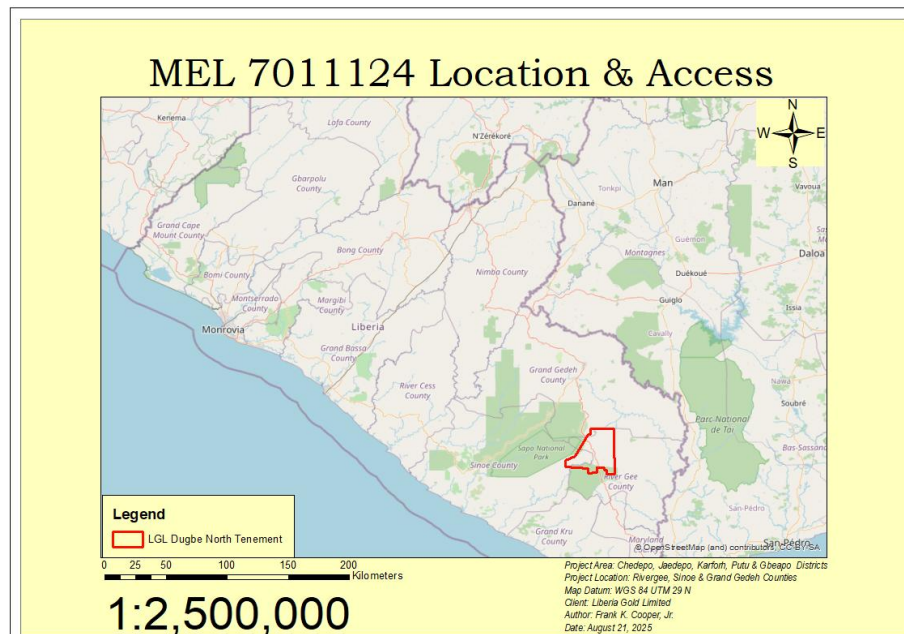 MEL 7011124 Location & Access
N
W E
S
Kenema
Lofa County
N'Zérékoré
Gbarpolu
County
Tonkpi
Man
Vavoua
Danané
Grand Cape
Mount County
Bong County
Montagnes
Guémon
Daloa
Bomi County
Nimba County
Duékoué
Montserrado
County
Margibi
County
Guiglo
Issia
Monrovia
Liberia
Cavally
Grand Bassa
County
Grand Gedeh
County
Nawa
River Cess
County
Soubré
Parc National
de Taï
Sapo National
Park
Bas-Sassan
Sinoe County
River Gee
County
San-Pédro
Grand Kru
County
Maryland
San-Pédro
© OpenStreetMap (and) contributors, CC-BY-SA
Legend
LGL Dugbe North Tenement
0 25 50 100 150 200
Kilometers
1:2,500,000
Project Area: Chedepo, Jaedepo, Karforh, Putu & Gbeapo Districts
Project Location: Rivergee, Sinoe & Grand Gedeh Counties
Map Datum: WGS 84 UTM 29 N
Client: Liberia Gold Limited
Author: Frank K. Cooper, Jr.
Date: August 21, 2025